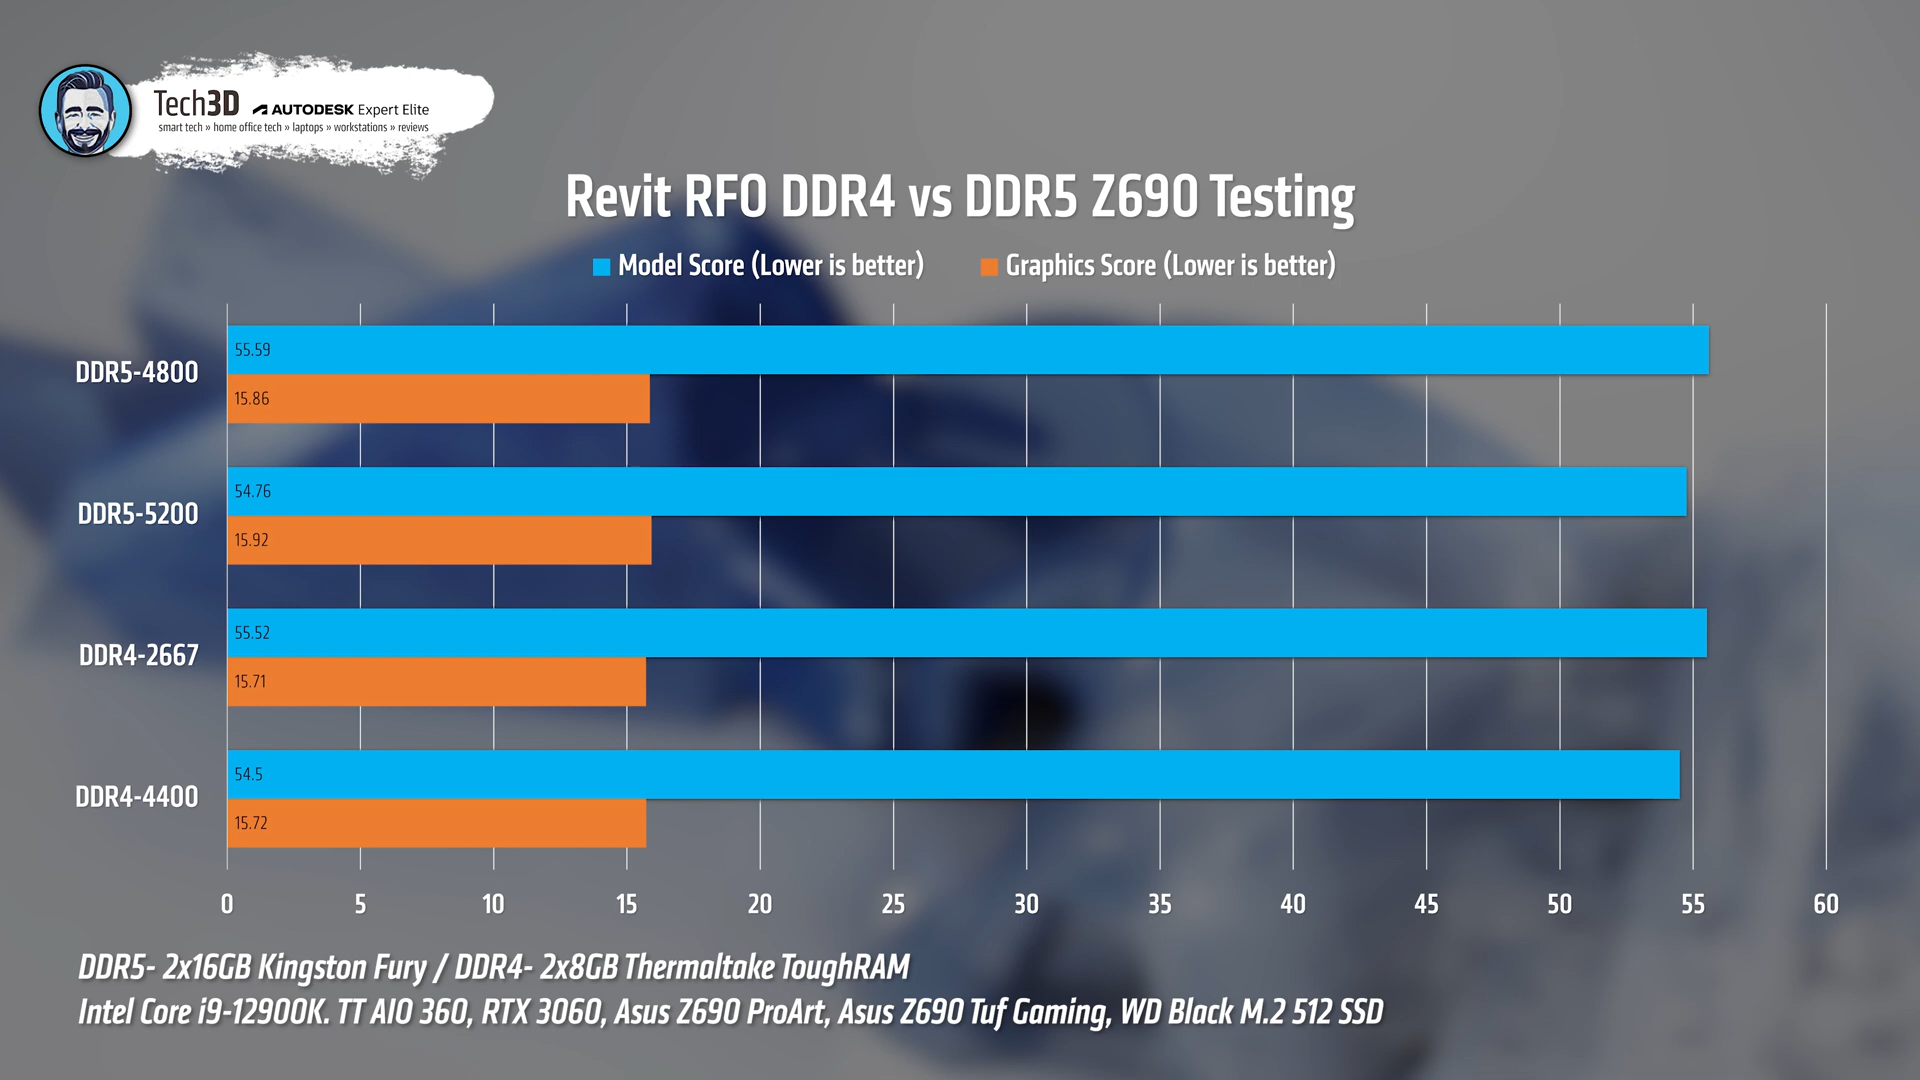 Tech3D AUTODESK Expert Elite
smart tech » home office tech » laptops » workstations » reviews
Revit RFO DDR4 vs DDR5 Z690 Testing
Model Score (Lower is better) Graphics Score (Lower is better)
DDR5-4800
55.59
15.86
DDR5-5200
54.76
15.92
DDR4-2667
55.52
15.71
DDR4-4400
54.5
15.72
0 5 10 15 20 25 30 35 40 45 50 55 60
DDR5- 2x16GB Kingston Fury / DDR4- 2x8GB Thermaltake ToughRAM
Intel Core i9-12900K. TT AIO 360, RTX 3060, Asus Z690 ProArt, Asus Z690 Tuf Gaming, WD Black M.2 512 SSD